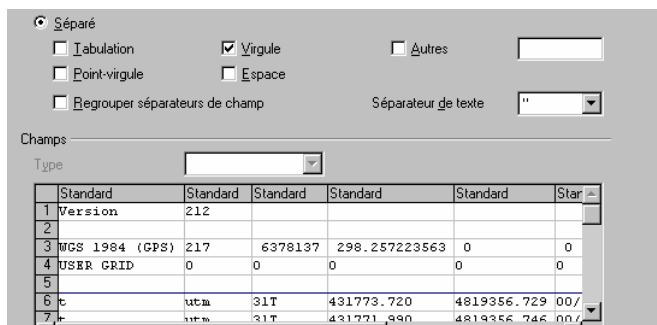 Séparé
Tabulation Virgule Autres
Point-virgule Espace
Regrouper séparateurs de champ Séparateur de texte "
Champs
Type
Standard Standard Standard Standard Standard Star
1 Version 212
2
3 WGS 1984 (GPS) 217 6378137 298.257223563 0 0
4 USER GRID 0 0 0 0 0
5
6 t utm 31T 431773.720 4819356.729 00/
7 t utm 31T 431771.990 4819356.746 00/